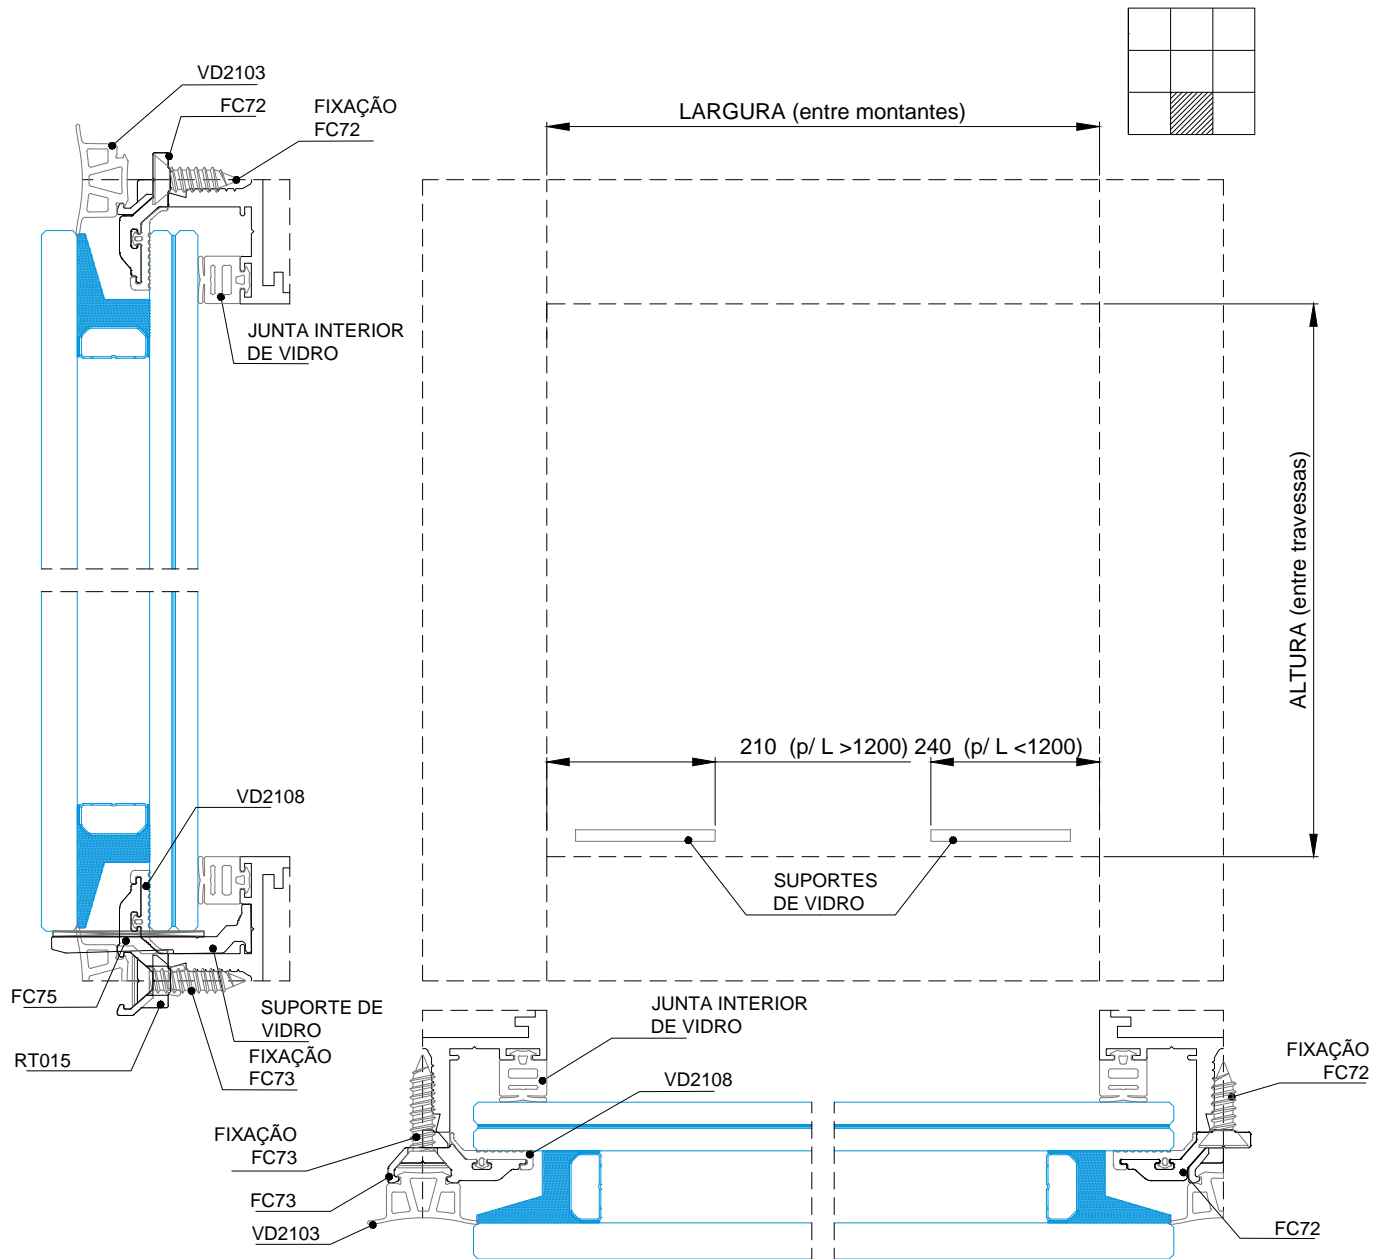 VD2103
FC72
FIXAÇÃO
FC72
LARGURA (entre montantes)
JUNTA INTERIOR
DE VIDRO
ALTURA (entre travessas)
210 (p/ L >1200) 240 (p/ L <1200)
VD2108
SUPORTES
DE VIDRO
FC75
SUPORTE DE
VIDRO
RT015
FIXAÇÃO
FC73
JUNTA INTERIOR
DE VIDRO
VD2108
FIXAÇÃO
FC72
FIXAÇÃO
FC73
FC73
VD2103
FC72